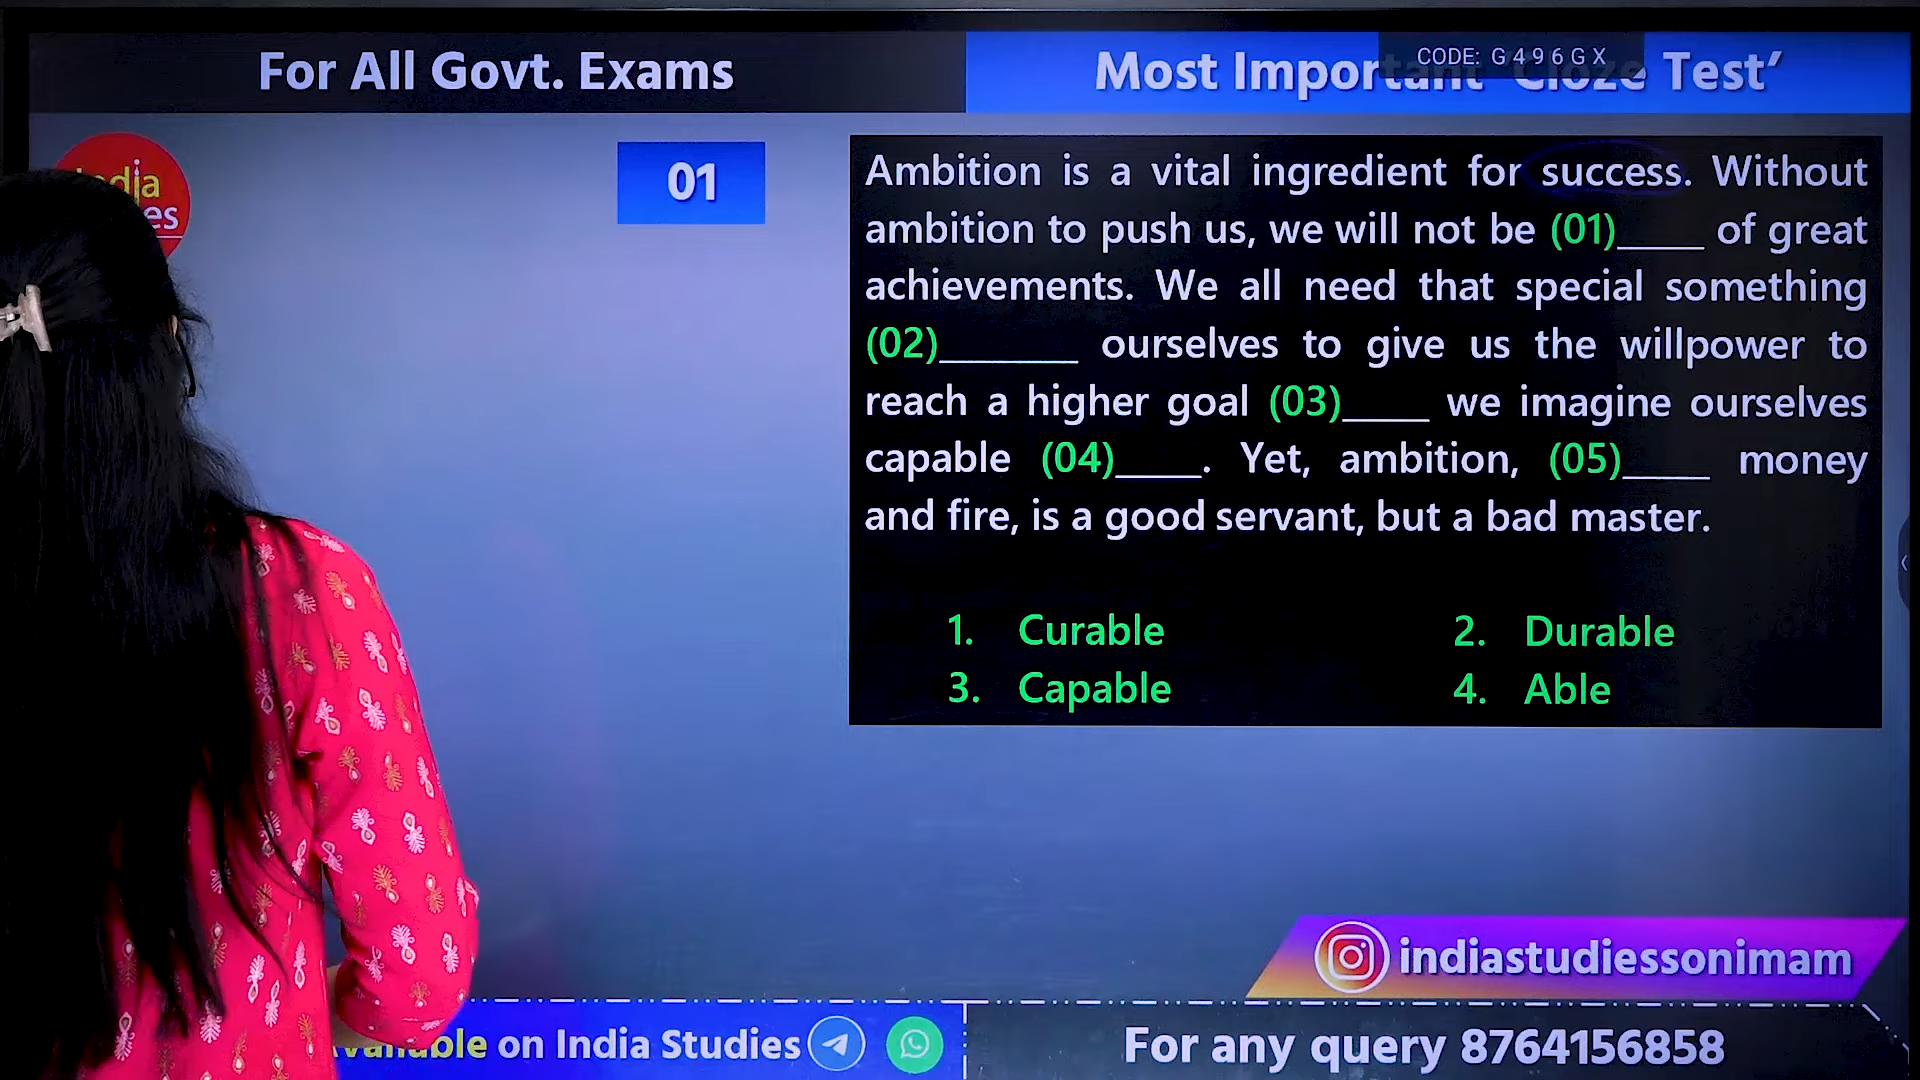 For All Govt. Exams
Most Important 'Cloze Test'
CODE: G496GX
01
Ambition is a vital ingredient for success. Without
ambition to push us, we will not be (01)____ of great
achievements. We all need that special something
(02)______ ourselves to give us the willpower to
reach a higher goal (03)____ we imagine ourselves
capable (04)____. Yet, ambition, (05)____ money
and fire, is a good servant, but a bad master.
1. Curable
2. Durable
3. Capable
4. Able
indiastudiessonimam
Available on India Studies
For any query 8764156858